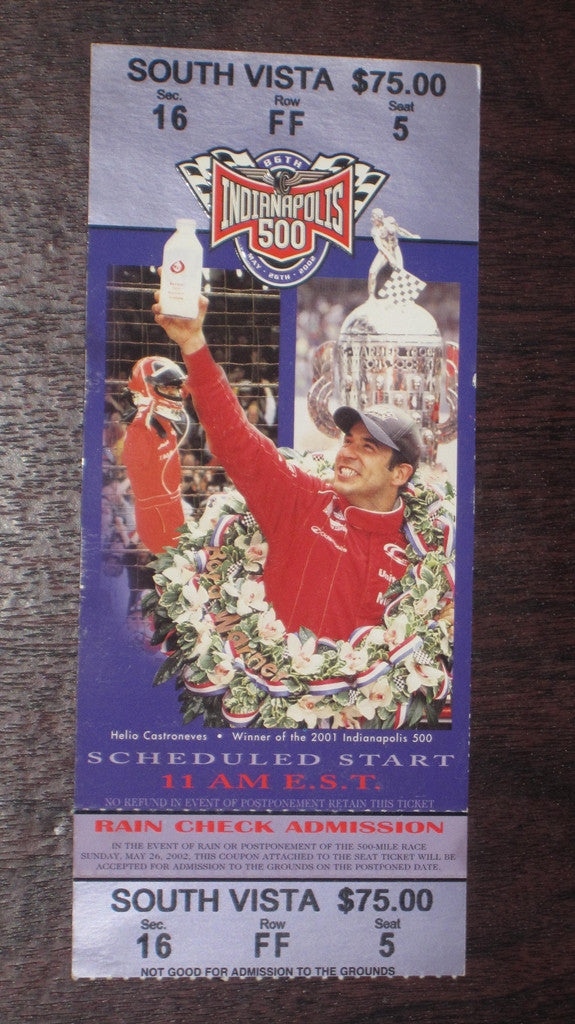 SOUTH VISTA $75.00
Sec. Row Seat
16 FF 5
86TH
INDIANAPOLIS
500
MAY · 26TH · 2002
BORG WARNER
Borg Warner
Helio Castroneves • Winner of the 2001 Indianapolis 500
SCHEDULED START
11 AM E.S.T.
NO REFUND IN EVENT OF POSTPONEMENT RETAIN THIS TICKET
RAIN CHECK ADMISSION
IN THE EVENT OF RAIN OR POSTPONEMENT OF THE 500-MILE RACE
SUNDAY, MAY 26, 2002, THIS COUPON ATTACHED TO THE SEAT TICKET WILL BE
ACCEPTED FOR ADMISSION TO THE GROUNDS ON THE POSTPONED DATE.
SOUTH VISTA $75.00
Sec. Row Seat
16 FF 5
NOT GOOD FOR ADMISSION TO THE GROUNDS